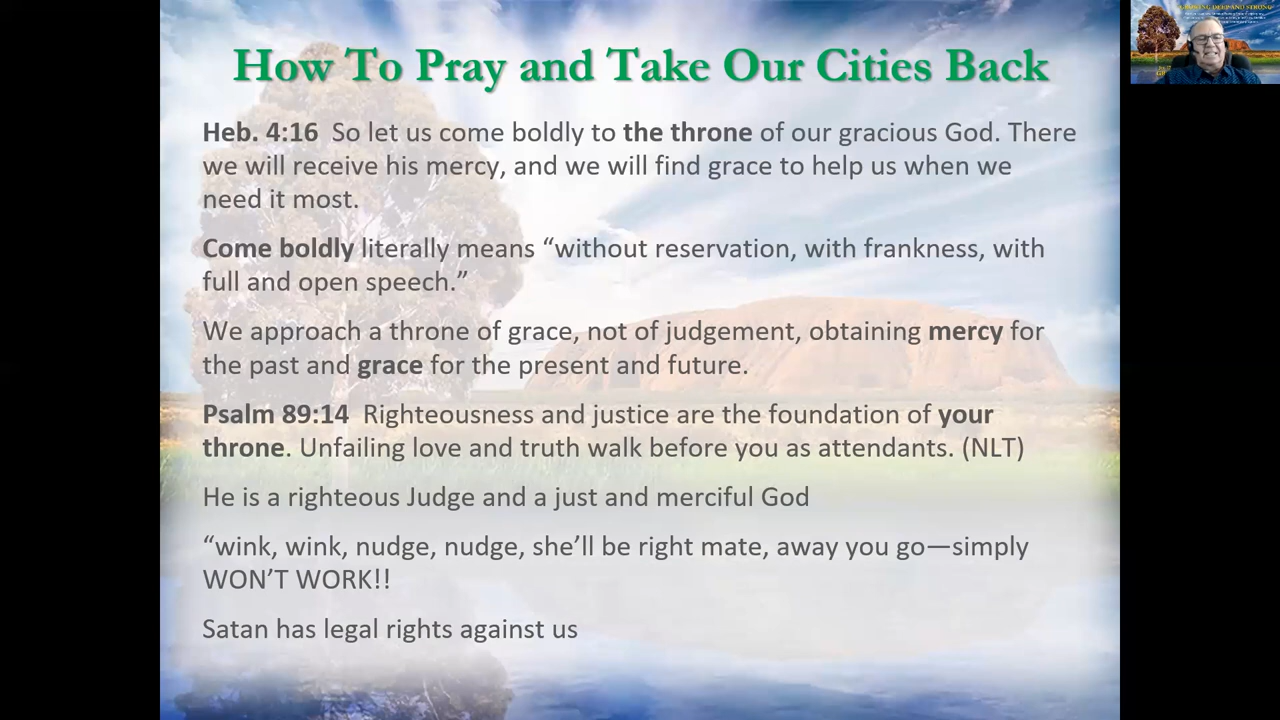 How To Pray and Take Our Cities Back
Heb. 4:16 So let us come boldly to the throne of our gracious God. There
we will receive his mercy, and we will find grace to help us when we
need it most.
Come boldly literally means “without reservation, with frankness, with
full and open speech.”
We approach a throne of grace, not of judgement, obtaining mercy for
the past and grace for the present and future.
Psalm 89:14 Righteousness and justice are the foundation of your
throne. Unfailing love and truth walk before you as attendants. (NLT)
He is a righteous Judge and a just and merciful God
“wink, wink, nudge, nudge, she’ll be right mate, away you go—simply
WON’T WORK!!
Satan has legal rights against us
GROWING DEEP AND STRONG